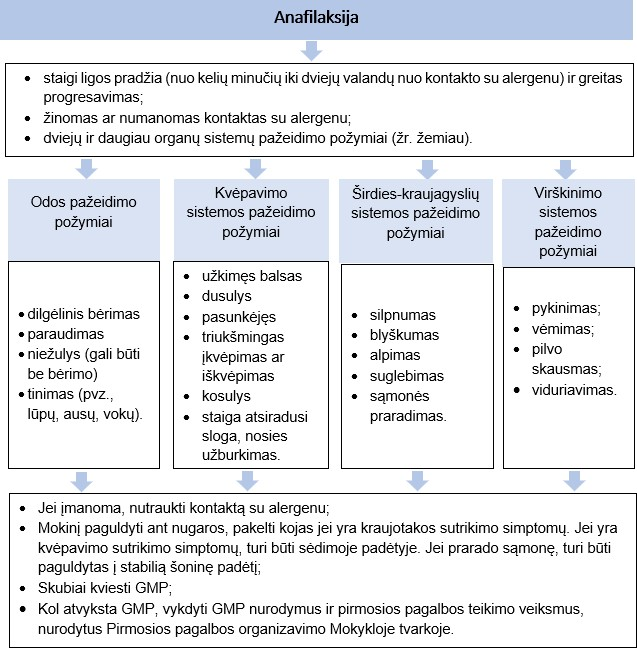 Anafilaksija
• staigi ligos pradžia (nuo kelių minučių iki dviejų valandų nuo kontakto su alergenu) ir greitas
progresavimas;
• žinomas ar numanomas kontaktas su alergenu;
• dviejų ir daugiau organų sistemų pažeidimo požymiai (žr. žemiau).
Odos pažeidimo
požymiai
• dilgėlinis bėrimas
• paraudimas
• niežulys (gali būti
be bėrimo)
• tinimas (pvz.,
lūpų, ausų, vokų).
Kvėpavimo
sistemos pažeidimo
požymiai
• užkimęs balsas
• dusulys
• pasunkėjęs
• triukšmingas
įkvėpimas ar
iškvėpimas
• kosulys
• staiga atsiradusi
sloga, nosies
užburkimas.
Širdies-kraujagyslių
sistemos pažeidimo
požymiai
• silpnumas
• blyškumas
• alpimas
• suglebimas
• sąmonės
praradimas.
Virškinimo
sistemos
pažeidimo
požymiai
• pykinimas;
• vėmimas;
• pilvo
skausmas;
• viduriavimas.
• Jei įmanoma, nutraukti kontaktą su alergenu;
• Mokinį paguldyti ant nugaros, pakelti kojas jei yra kraujotakos sutrikimo simptomų. Jei yra
kvėpavimo sutrikimo simptomų, turi būti sėdimoje padėtyje. Jei prarado sąmonę, turi būti
paguldytas į stabilią šoninę padėtį;
• Skubiai kviesti GMP;
• Kol atvyksta GMP, vykdyti GMP nurodymus ir pirmosios pagalbos teikimo veiksmus,
nurodytus Pirmosios pagalbos organizavimo Mokykloje tvarkoje.